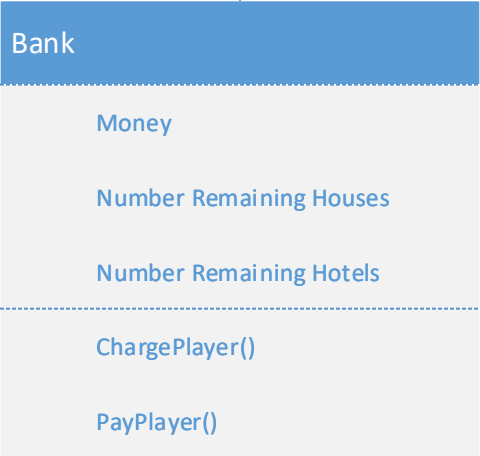 Bank
Money
Number Remaining Houses
Number Remaining Hotels
ChargePlayer()
PayPlayer()